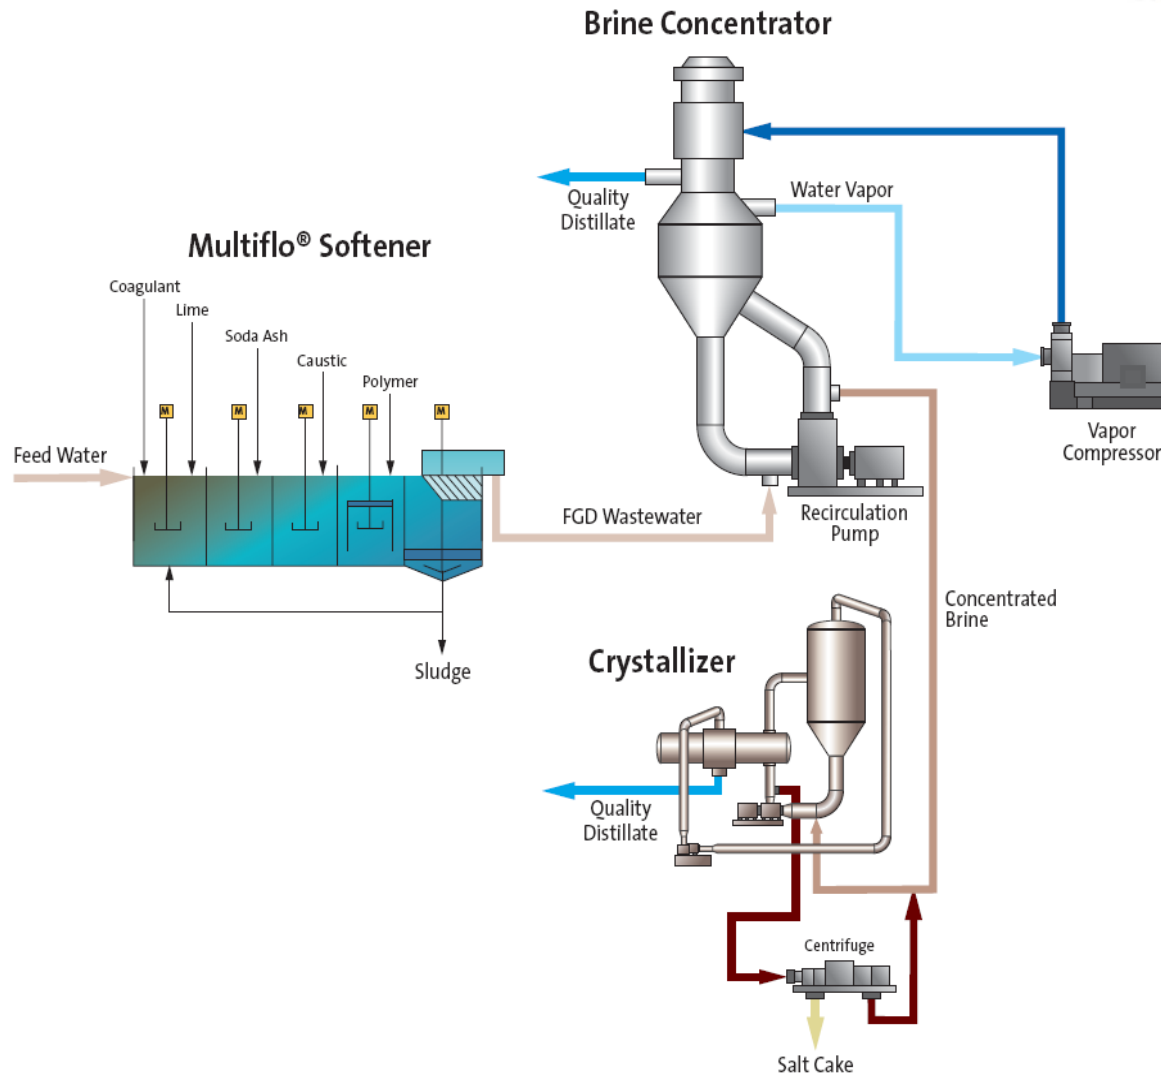 Brine Concentrator
Quality
Distillate
Water Vapor
Multiflo® Softener
Coagulant
Lime
Soda Ash
Caustic
Polymer
M
M
M
M
M
Feed Water
Vapor
Compressor
FGD Wastewater
Recirculation
Pump
Concentrated
Brine
Sludge
Crystallizer
Quality
Distillate
Centrifuge
Salt Cake